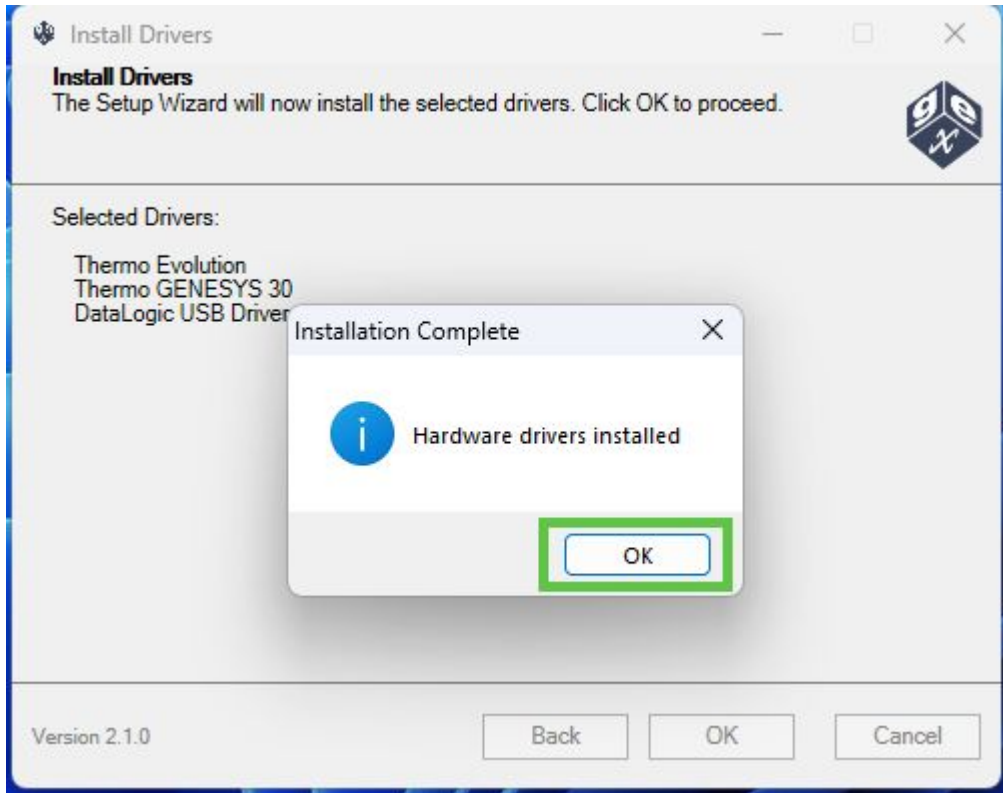 Install Drivers
Install Drivers
The Setup Wizard will now install the selected drivers. Click OK to proceed.
gex
Selected Drivers:
Thermo Evolution
Thermo GENESYS 30
DataLogic USB Driver
Installation Complete
i
Hardware drivers installed
OK
Version 2.1.0
Back
OK
Cancel